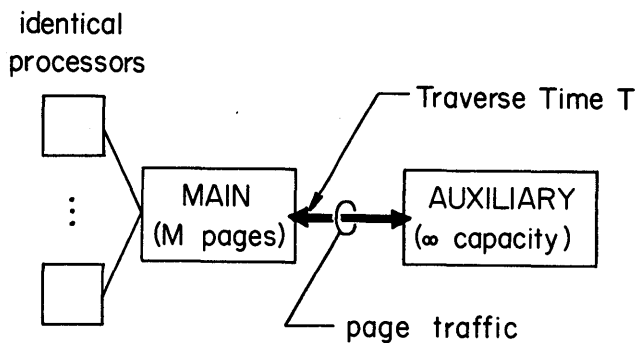 identical
processors
Traverse Time T
MAIN
(M pages)
AUXILIARY
(∞ capacity)
page traffic